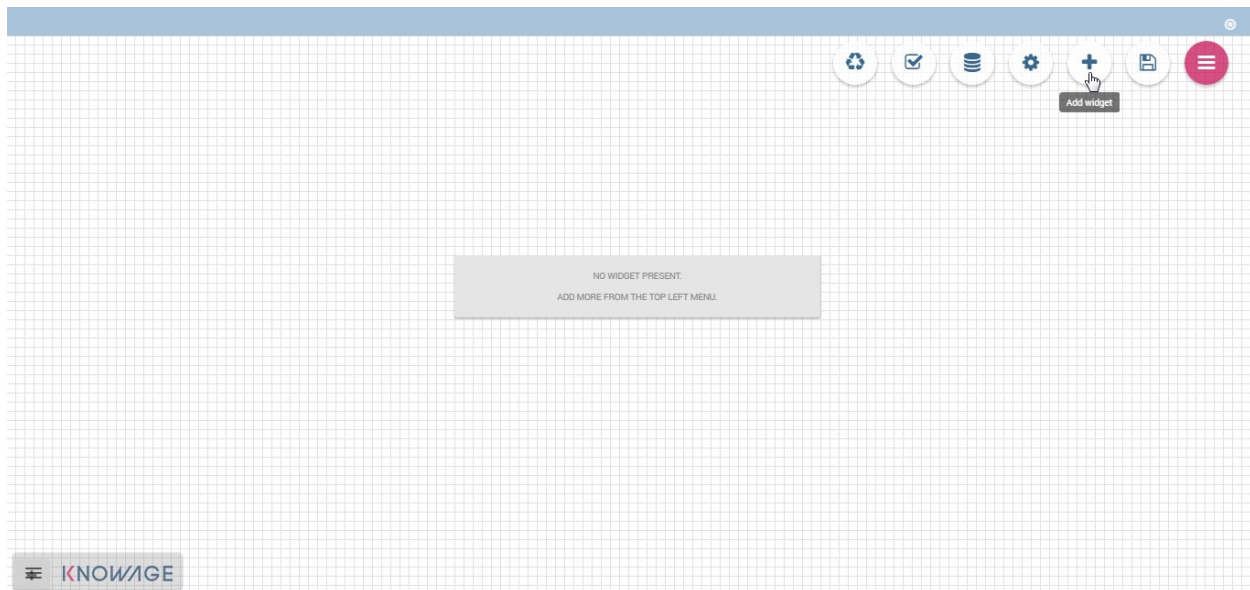 Add widget
NO WIDGET PRESENT.
ADD MORE FROM THE TOP LEFT MENU.
KNOWAGE